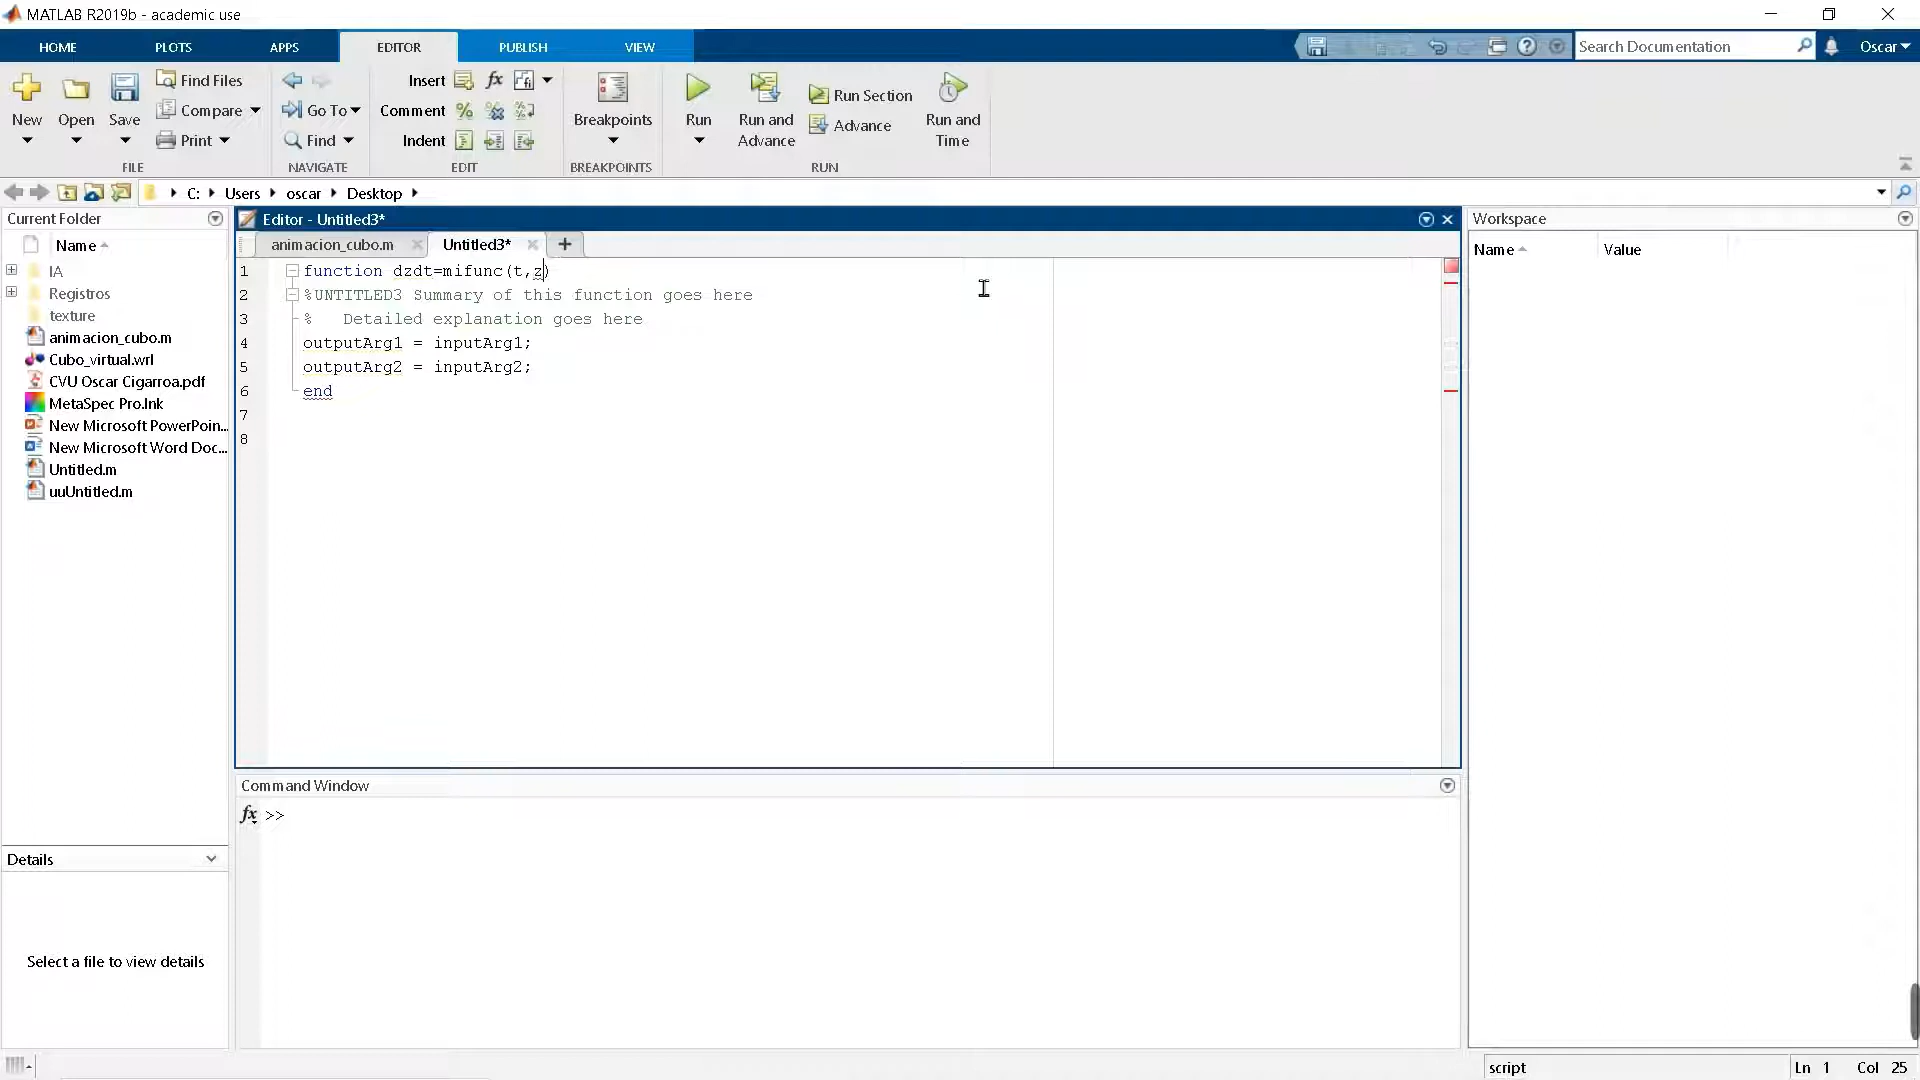 MATLAB R2019b - academic use
HOME PLOTS APPS EDITOR PUBLISH VIEW Search Documentation Oscar
New Open Save Find Files Compare Print
Go To Find
Insert fx Comment Indent
Breakpoints
Run Run and Advance Run Section Advance Run and Time
FILE NAVIGATE EDIT BREAKPOINTS RUN
C: Users oscar Desktop
Current Folder
Name
IA
Registros
texture
animacion_cubo.m
Cubo_virtual.wrl
CVU Oscar Cigarroa.pdf
MetaSpec Pro.lnk
New Microsoft PowerPoin...
New Microsoft Word Doc...
Untitled.m
uuUntitled.m
Details
Select a file to view details
Editor - Untitled3*
animacion_cubo.m Untitled3* +
1 function dzdt=mifunc(t,z)
2 %UNTITLED3 Summary of this function goes here
3 % Detailed explanation goes here
4 outputArg1 = inputArg1;
5 outputArg2 = inputArg2;
6 end
7
8
Command Window
fx >>
Workspace
Name Value
script Ln 1 Col 25